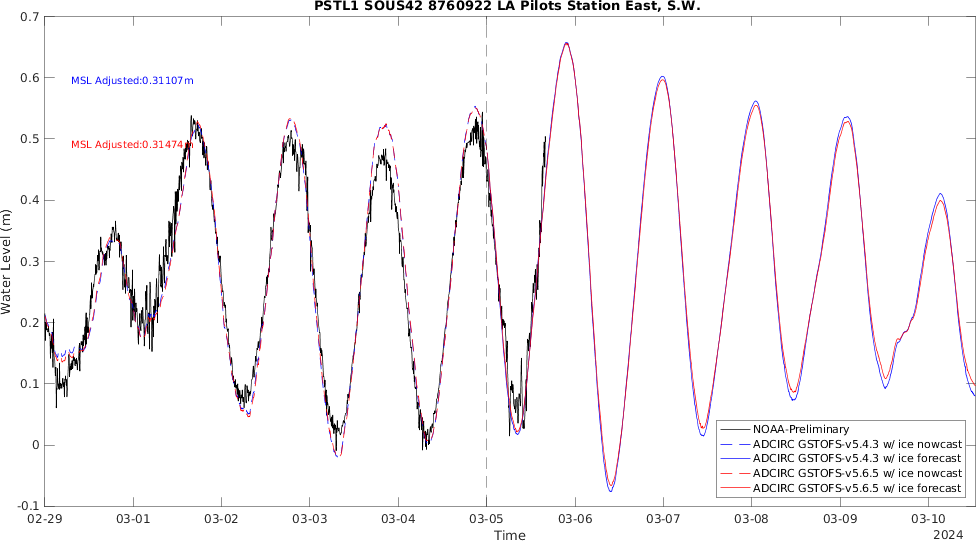 PSTL1 SOUS42 8760922 LA Pilots Station East, S.W.
0.7
0.6
0.5
0.4
0.3
0.2
0.1
0
-0.1
Water Level (m)
MSL Adjusted:0.31107m
MSL Adjusted:0.31474
NOAA-Preliminary
ADCIRC GSTOFS-v5.4.3 w/ ice nowcast
ADCIRC GSTOFS-v5.4.3 w/ ice forecast
ADCIRC GSTOFS-v5.6.5 w/ ice nowcast
ADCIRC GSTOFS-v5.6.5 w/ ice forecast
02-29 03-01 03-02 03-03 03-04 03-05 03-06 03-07 03-08 03-09 03-10
Time
2024